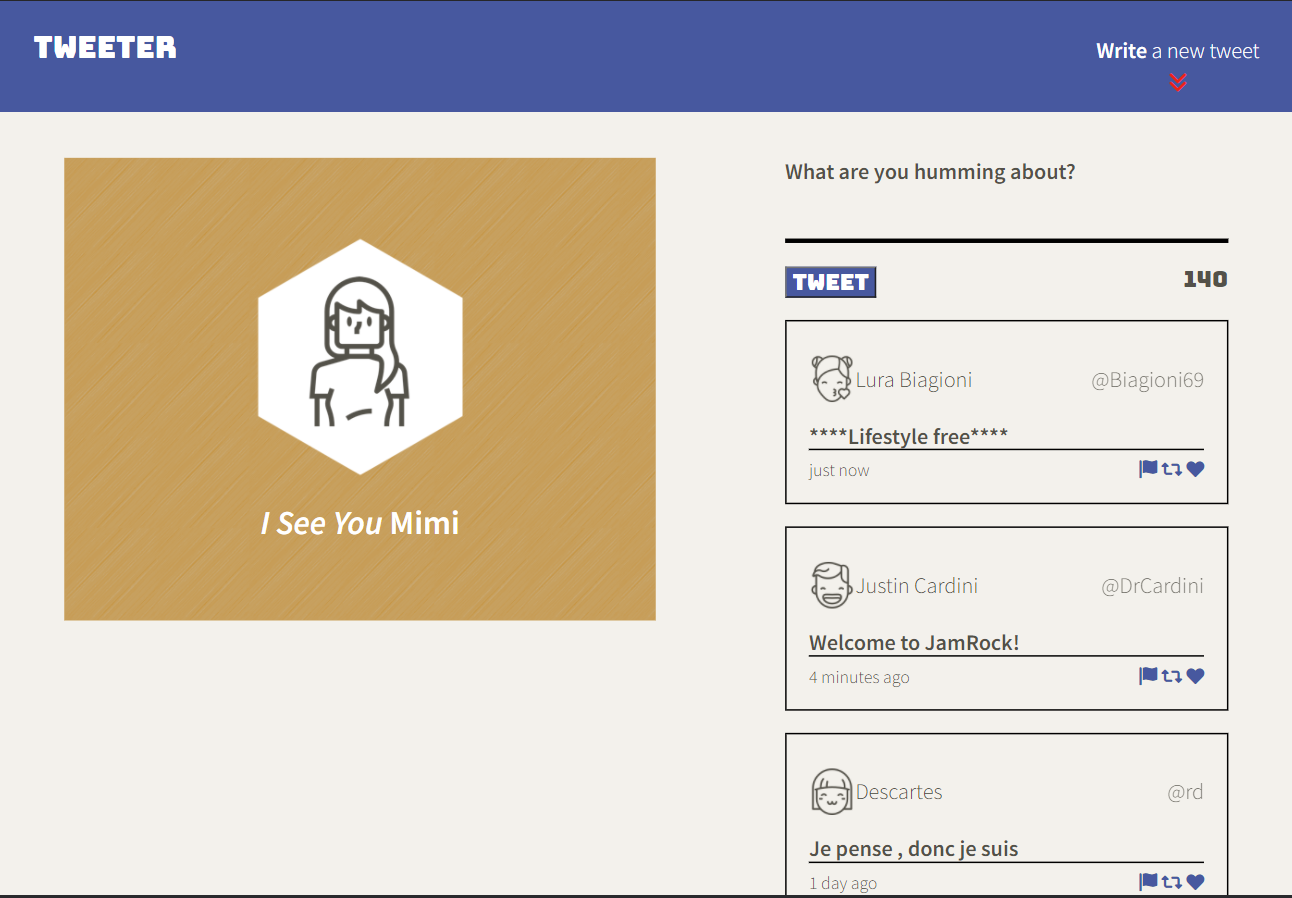 TWEETER
Write a new tweet
I See You Mimi
What are you humming about?
TWEET
140
Lura Biagioni
@Biagioni69
****Lifestyle free****
just now
Justin Cardini
@DrCardini
Welcome to JamRock!
4 minutes ago
Descartes
@rd
Je pense , donc je suis
1 day ago